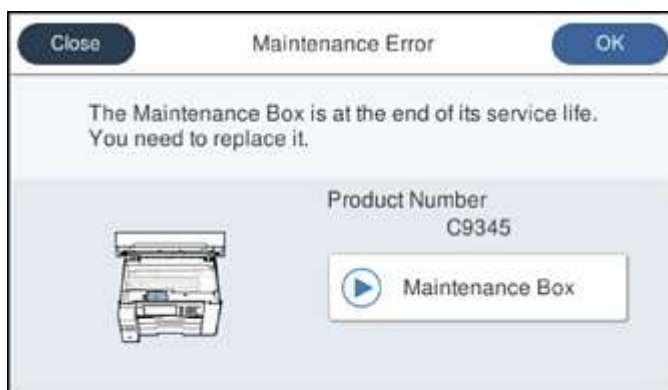 Close Maintenance Error OK
The Maintenance Box is at the end of its service life.
You need to replace it.
Product Number
C9345
Maintenance Box